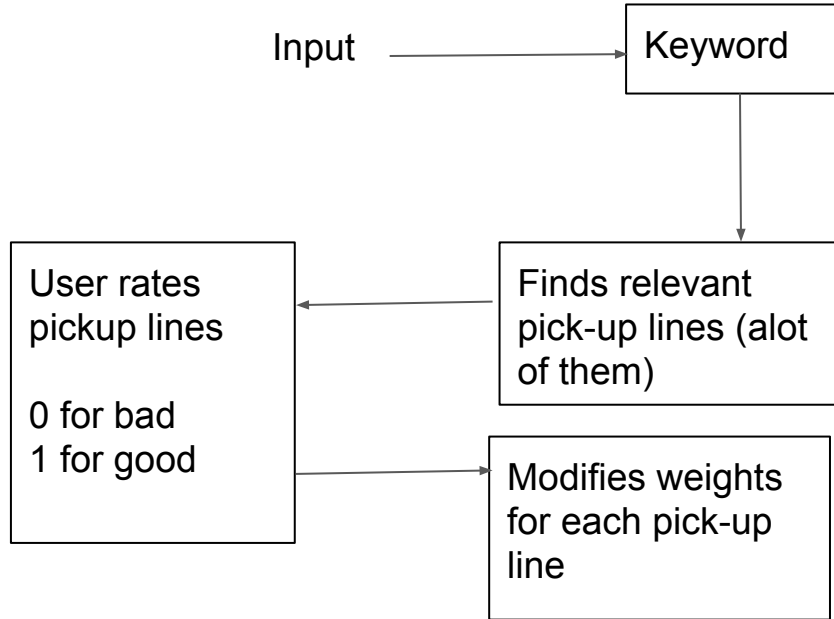 Input
Keyword
Finds relevant
pick-up lines (alot
of them)
User rates
pickup lines
0 for bad
1 for good
Modifies weights
for each pick-up
line